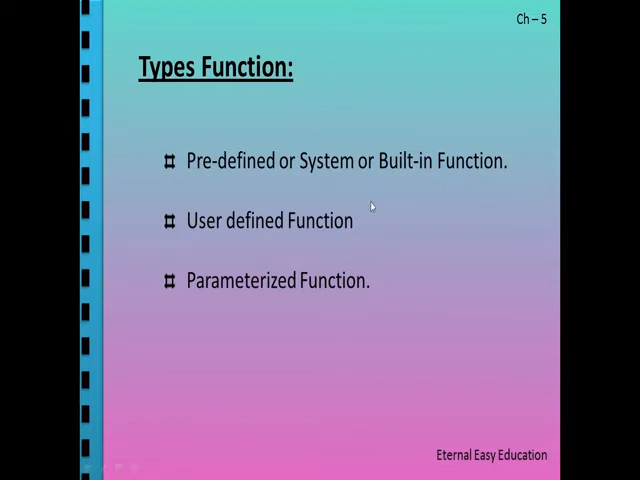 Ch – 5
Types Function:
Pre-defined or System or Built-in Function.
User defined Function
Parameterized Function.
Eternal Easy Education